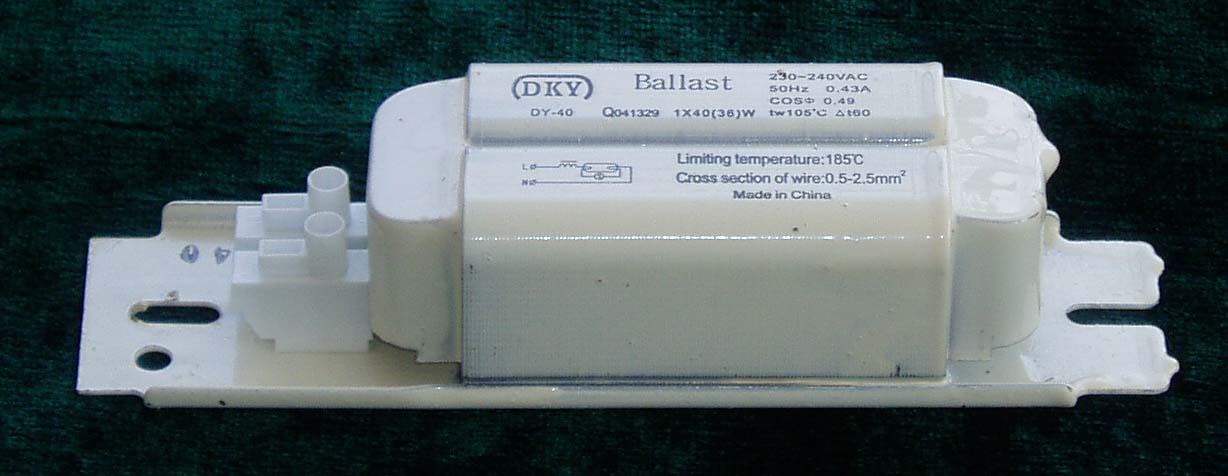 DKY Ballast 230-240VAC
50Hz 0.43A
COSΦ 0.49
DY-40 Q041329 1X40(36)W tw105°C Δt60
L Ø
N Ø
Limiting temperature:185℃
Cross section of wire:0.5-2.5mm²
Made in China